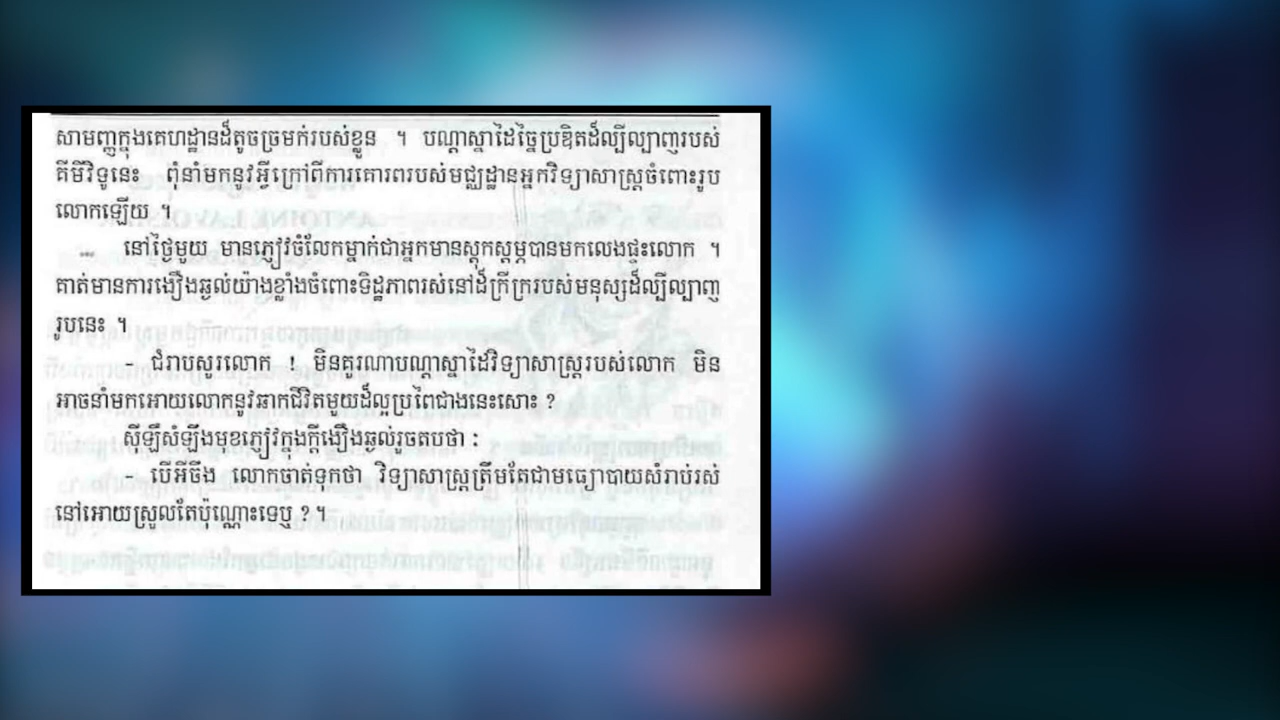 សាមញ្ញក្នុងគេហដ្ឋានដ៏តូចច្រមក់របស់ខ្លួន ។ បណ្ដាស្នាដៃច្នៃប្រឌិតដ៏ល្បីល្បាញរបស់
គីមីវិទូនេះ ពុំនាំមកនូវអ្វីក្រៅពីការគោរពរបស់មជ្ឈដ្ឋានអ្នកវិទ្យាសាស្ត្រចំពោះរូប
លោកឡើយ ។
នៅថ្ងៃមួយ មានភ្ញៀវចំលែកម្នាក់ជាអ្នកមានស្ដុកស្ដម្ភបានមកលេងផ្ទះលោក ។
គាត់មានការងឿងឆ្ងល់យ៉ាងខ្លាំងចំពោះទិដ្ឋភាពរស់នៅដ៏ក្រីក្ររបស់មនុស្សដ៏ល្បីល្បាញ
រូបនេះ ។
- ជំរាបសួរលោក ! មិនគួរណាបណ្ដាស្នាដៃវិទ្យាសាស្ត្ររបស់លោក មិន
អាចនាំមកអោយលោកនូវឆាកជីវិតមួយដ៏ល្អប្រពៃជាងនេះសោះ ?
ស៊ីឡឺសំឡឹងមុខភ្ញៀវក្នុងក្ដីងឿងឆ្ងល់រួចតបថា :
- បើអីចឹង លោកចាត់ទុកថា វិទ្យាសាស្ត្រត្រឹមតែជាមធ្យោបាយសំរាប់រស់
នៅអោយស្រួលតែប៉ុណ្ណោះទេឬ ? ។